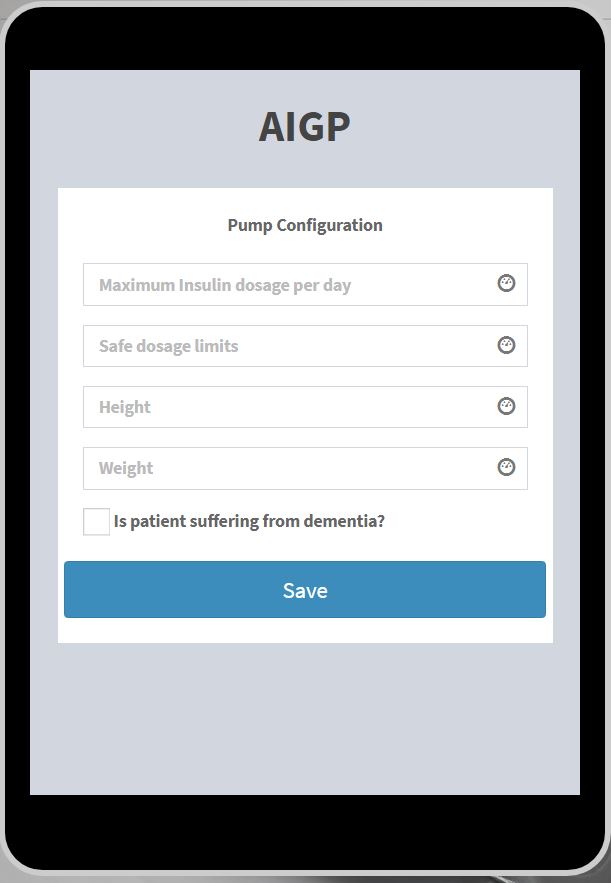 AIGP
Pump Configuration
Maximum Insulin dosage per day
Safe dosage limits
Height
Weight
Is patient suffering from dementia?
Save